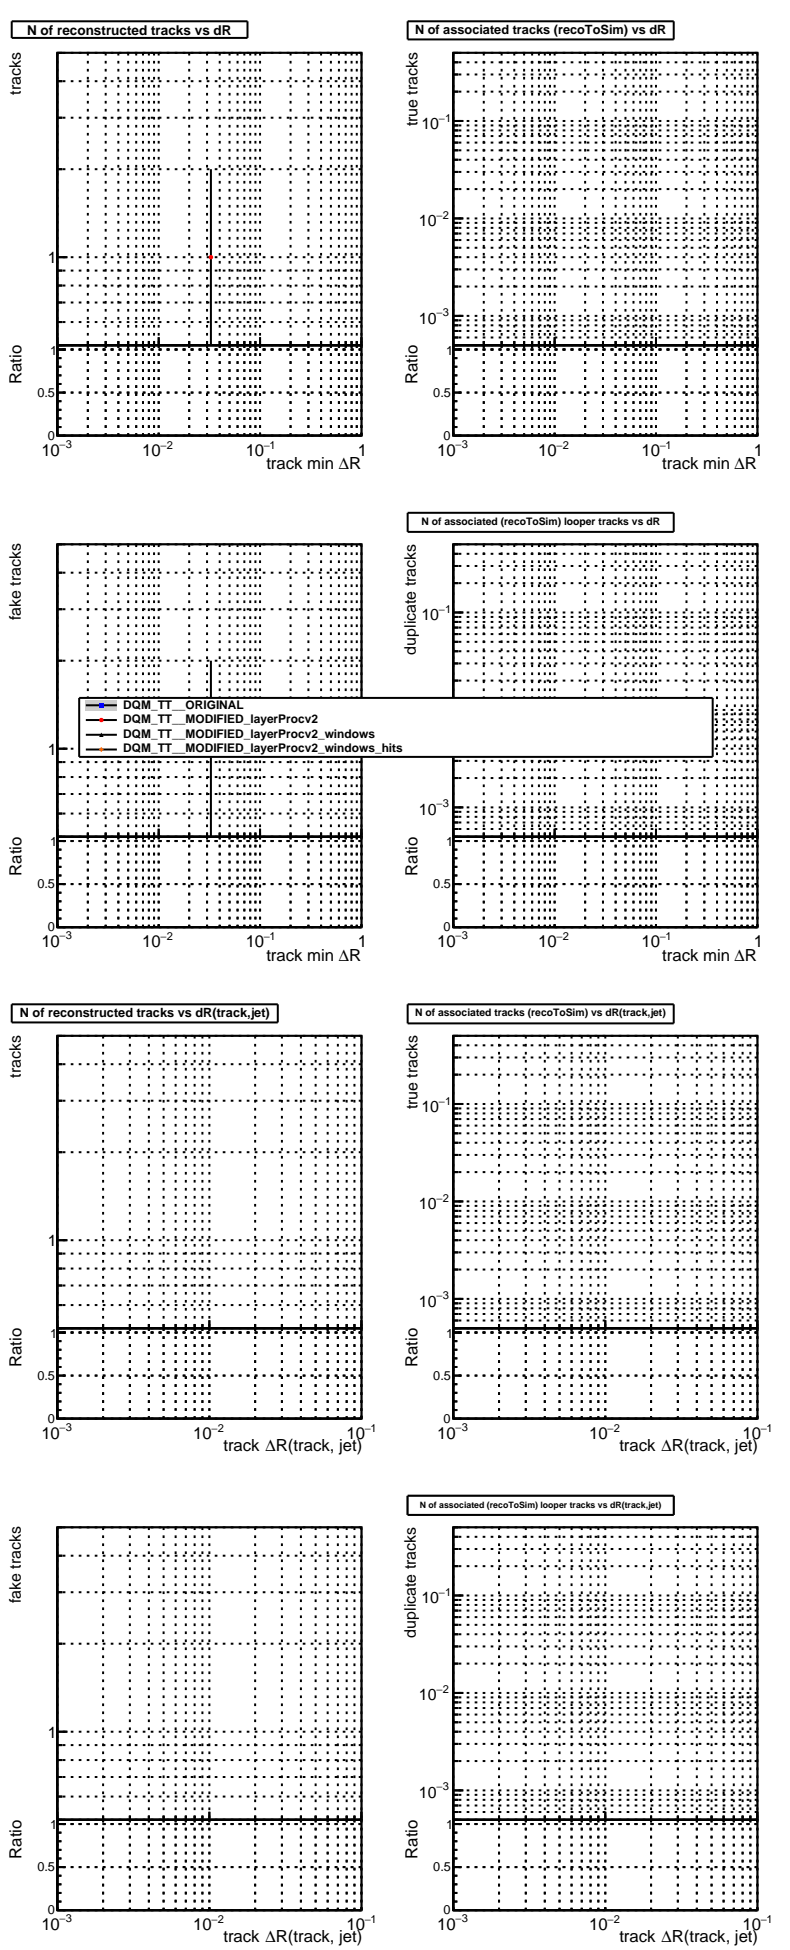 N of reconstructed tracks vs dR
tracks
1
Ratio
1
0.5
0
10⁻³ 10⁻² 10⁻¹ 1
track min ΔR
N of associated tracks (recoToSim) vs dR
true tracks
10⁻¹
10⁻²
10⁻³
Ratio
1
0.5
0
10⁻³ 10⁻² 10⁻¹ 1
track min ΔR
fake tracks
1
Ratio
1
0.5
0
10⁻³ 10⁻² 10⁻¹ 1
track min ΔR
N of associated (recoToSim) looper tracks vs dR
duplicate tracks
10⁻¹
10⁻³
Ratio
1
0.5
0
10⁻³ 10⁻² 10⁻¹ 1
track min ΔR
DQM_TT__ORIGINAL
DQM_TT__MODIFIED_layerProcv2
DQM_TT__MODIFIED_layerProcv2_windows
DQM_TT__MODIFIED_layerProcv2_windows_hits
N of reconstructed tracks vs dR(track,jet)
tracks
1
Ratio
1
0.5
0
10⁻³ 10⁻² 10⁻¹
track ΔR(track, jet)
N of associated tracks (recoToSim) vs dR(track,jet)
true tracks
10⁻¹
10⁻²
10⁻³
Ratio
1
0.5
0
10⁻³ 10⁻² 10⁻¹
track ΔR(track, jet)
fake tracks
1
Ratio
1
0.5
0
10⁻³ 10⁻² 10⁻¹
track ΔR(track, jet)
N of associated (recoToSim) looper tracks vs dR(track,jet)
duplicate tracks
10⁻¹
10⁻²
10⁻³
Ratio
1
0.5
0
10⁻³ 10⁻² 10⁻¹
track ΔR(track, jet)